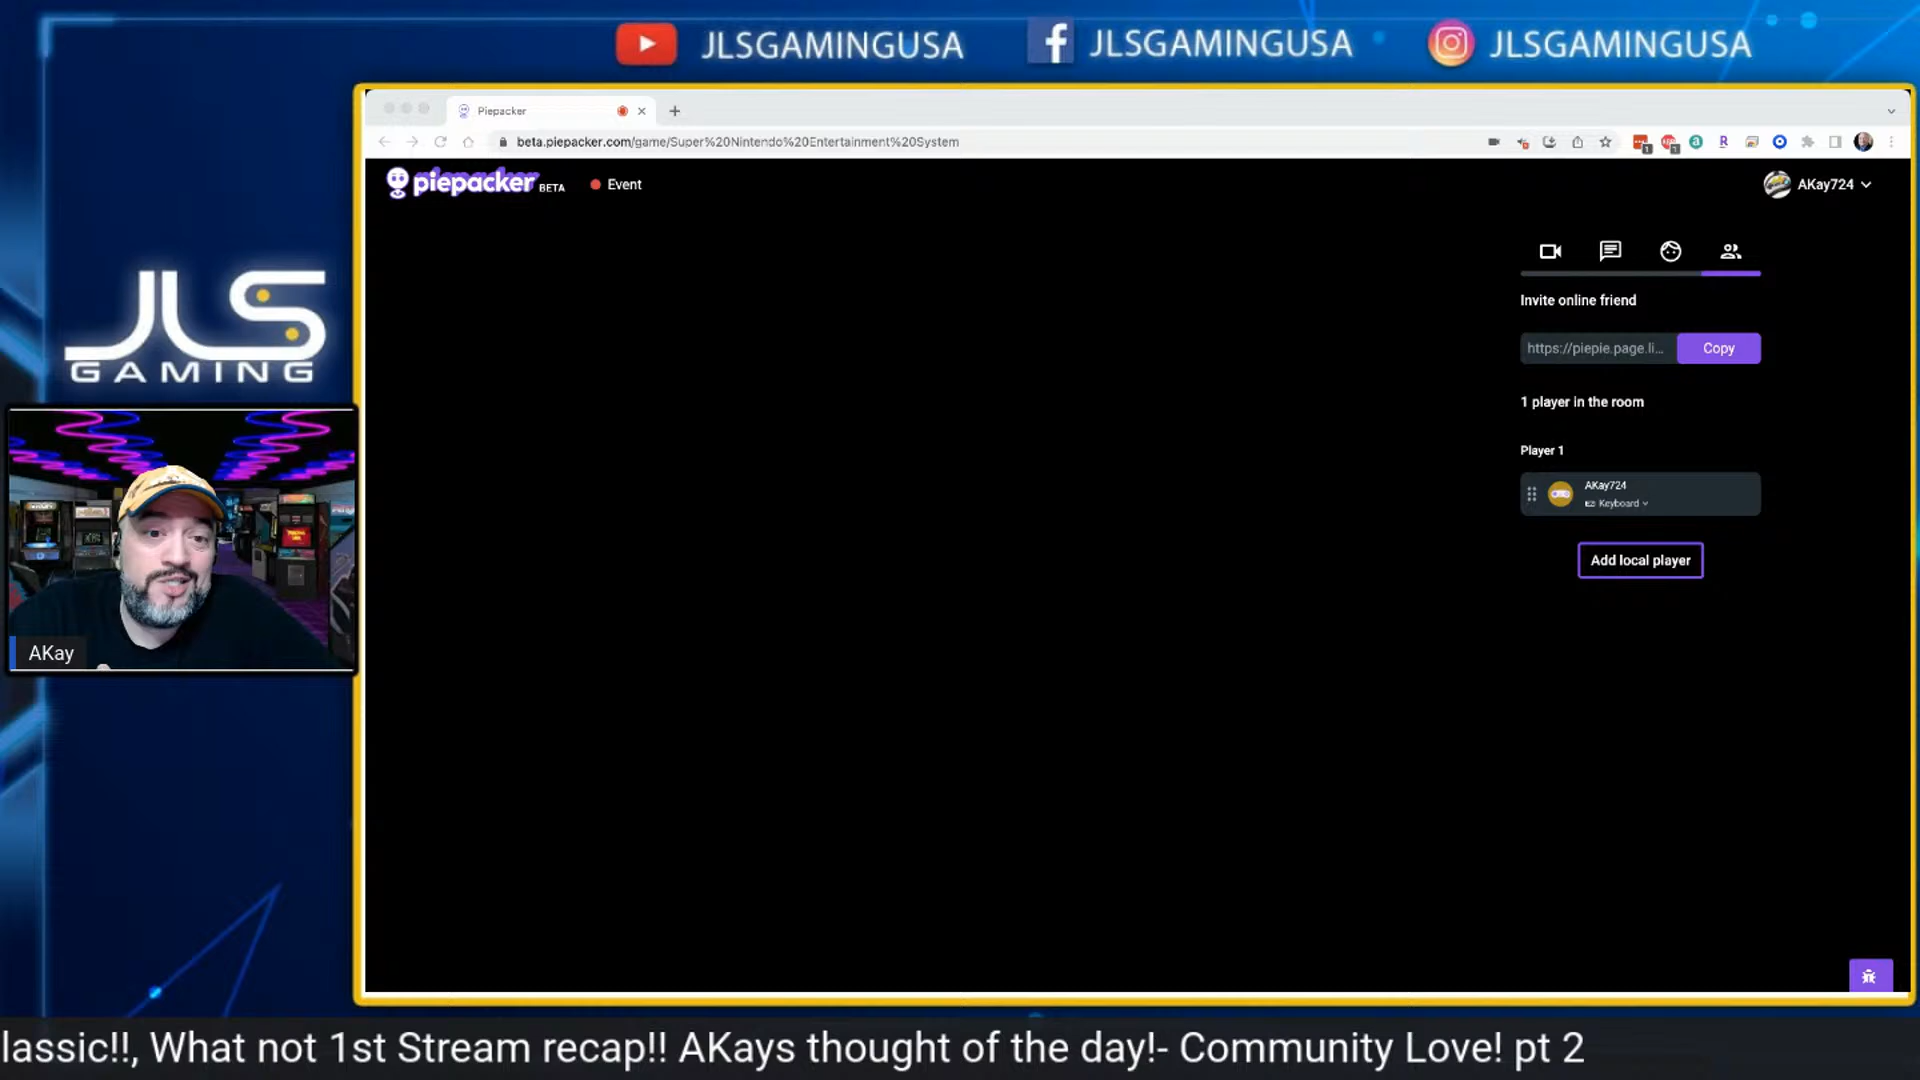 JLSGAMINGUSA
JLSGAMINGUSA
JLSGAMINGUSA
Piepacker
beta.piepacker.com/game/Super%20Nintendo%20Entertainment%20System
piepacker BETA
Event
AKay724
Invite online friend
https://piepie.page.li...
Copy
1 player in the room
Player 1
AKay724
Keyboard
Add local player
JLS
GAMING
AKay
lassic!!, What not 1st Stream recap!! AKays thought of the day!- Community Love! pt 2